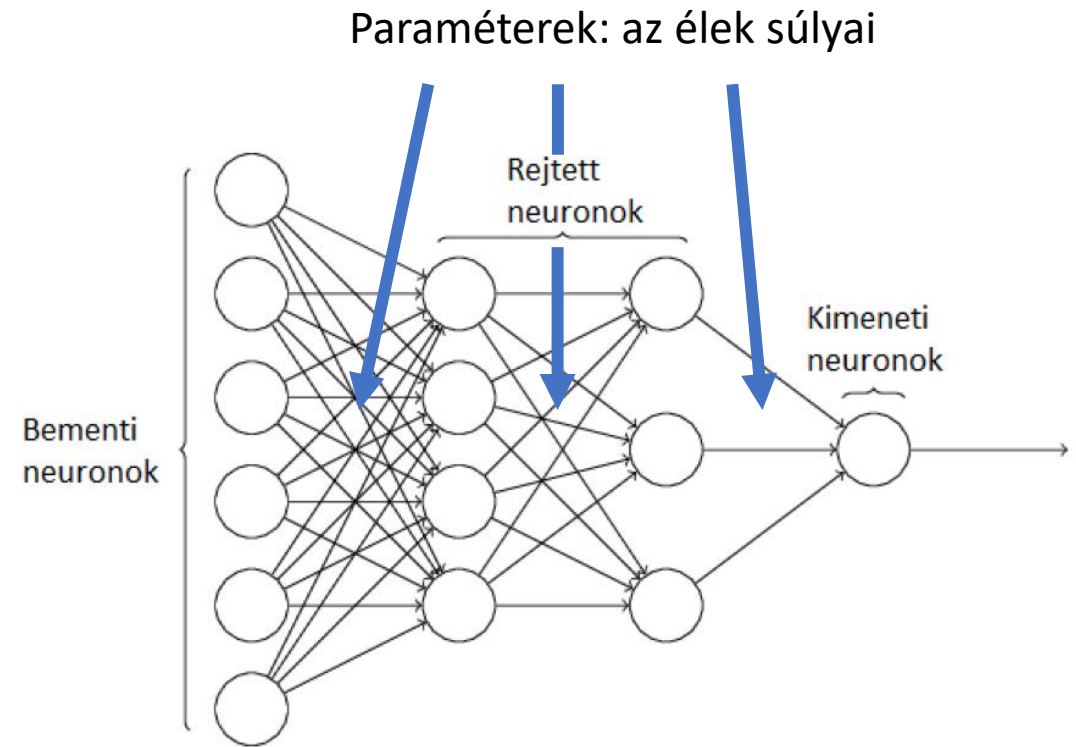 Paraméterek: az élek súlyai
Rejtett
neuronok
Kimeneti
neuronok
Bementi
neuronok